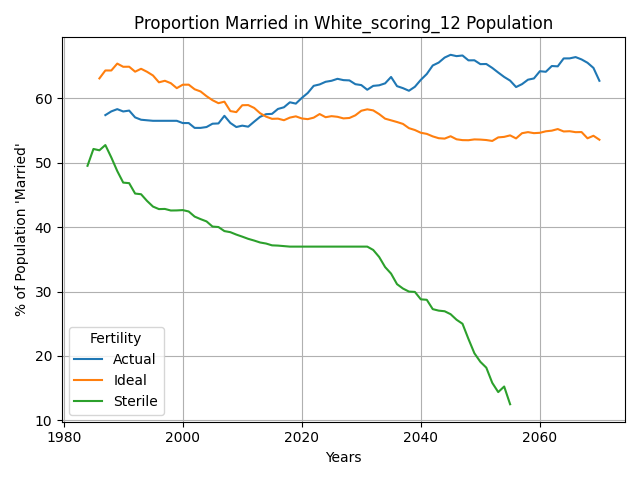 Proportion Married in White_scoring_12 Population
% of Population 'Married'
60
50
40
30
20
10
Fertility
Actual
Ideal
Sterile
1980 2000 2020 2040 2060
Years